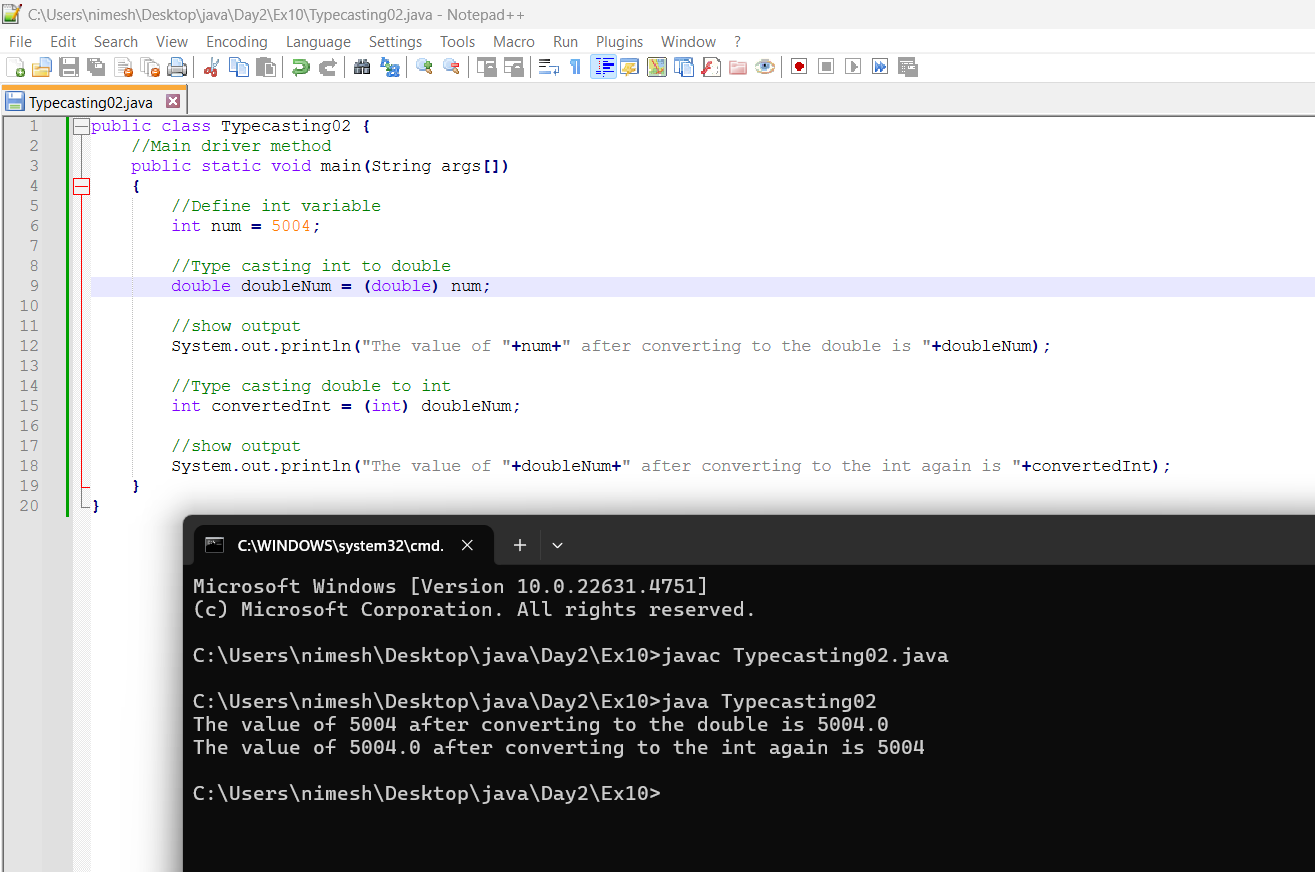 C:\Users\nimesh\Desktop\java\Day2\Ex10\Typecasting02.java - Notepad++
File Edit Search View Encoding Language Settings Tools Macro Run Plugins Window ?
Typecasting02.java
1 public class Typecasting02 {
2 //Main driver method
3 public static void main(String args[])
4 {
5 //Define int variable
6 int num = 5004;
7
8 //Type casting int to double
9 double doubleNum = (double) num;
10
11 //show output
12 System.out.println("The value of "+num+" after converting to the double is "+doubleNum);
13
14 //Type casting double to int
15 int convertedInt = (int) doubleNum;
16
17 //show output
18 System.out.println("The value of "+doubleNum+" after converting to the int again is "+convertedInt);
19 }
20 }
C:\WINDOWS\system32\cmd.
Microsoft Windows [Version 10.0.22631.4751]
(c) Microsoft Corporation. All rights reserved.
C:\Users\nimesh\Desktop\java\Day2\Ex10>javac Typecasting02.java
C:\Users\nimesh\Desktop\java\Day2\Ex10>java Typecasting02
The value of 5004 after converting to the double is 5004.0
The value of 5004.0 after converting to the int again is 5004
C:\Users\nimesh\Desktop\java\Day2\Ex10>